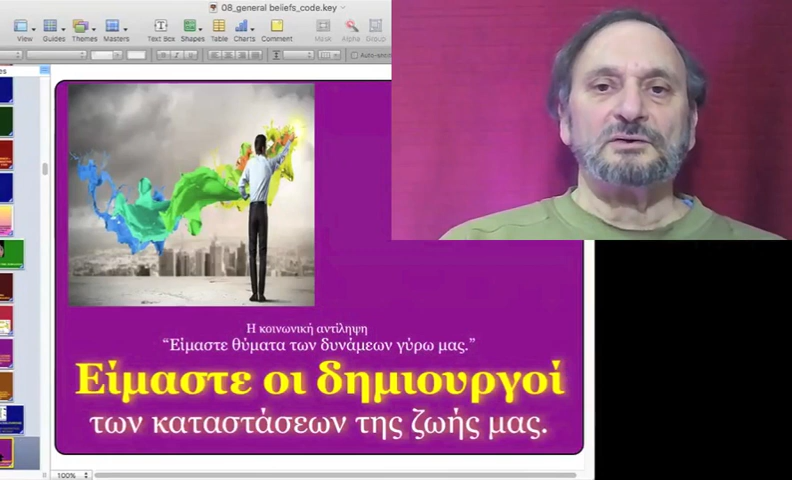 08_general beliefs_code.key
View Guides Themes Masters Text Box Shapes Table Charts Comment Mask Alpha Group
Η κοινωνική αντίληψη
“Είμαστε θύματα των δυνάμεων γύρω μας.”
Είμαστε οι δημιουργοί
των καταστάσεων της ζωής μας.
100%